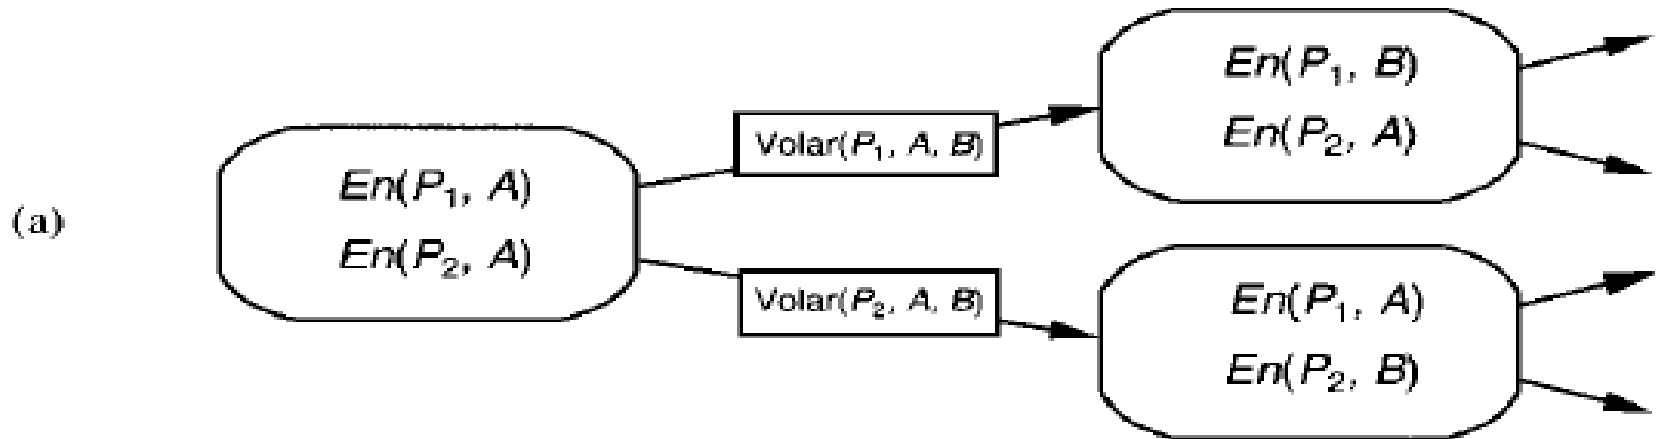 (a)
En(P₁, A)
En(P₂, A)
Volar(P₁, A, B)
Volar(P₂, A, B)
En(P₁, B)
En(P₂, A)
En(P₁, A)
En(P₂, B)